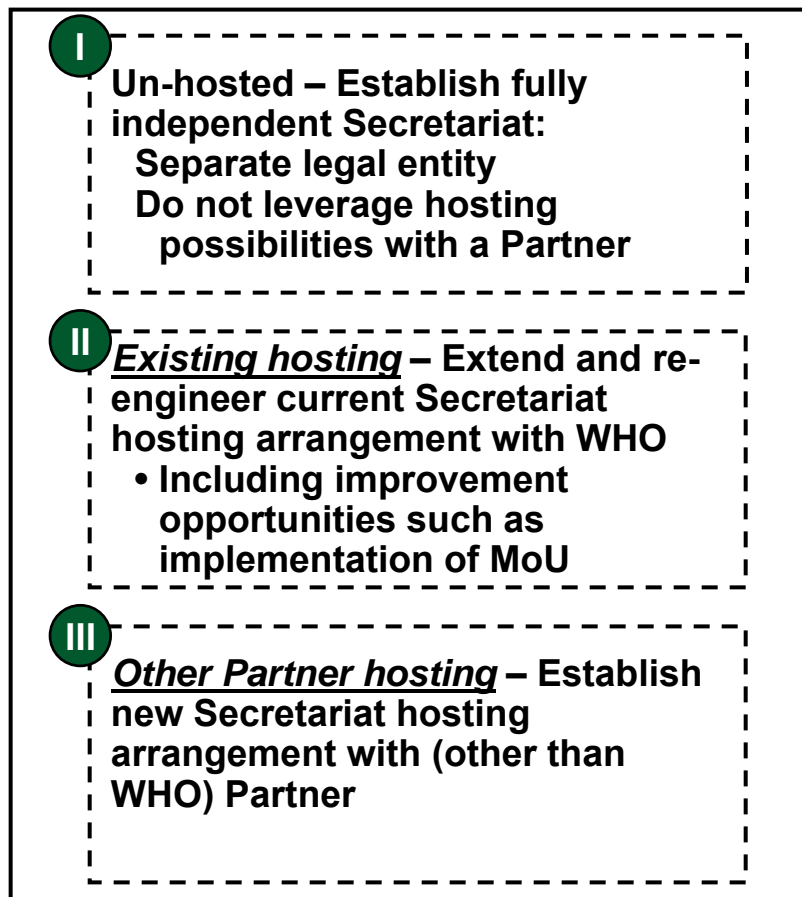 I
Un-hosted – Establish fully
independent Secretariat:
Separate legal entity
Do not leverage hosting
possibilities with a Partner
II
Existing hosting – Extend and re-
engineer current Secretariat
hosting arrangement with WHO
• Including improvement
opportunities such as
implementation of MoU
III
Other Partner hosting – Establish
new Secretariat hosting
arrangement with (other than
WHO) Partner